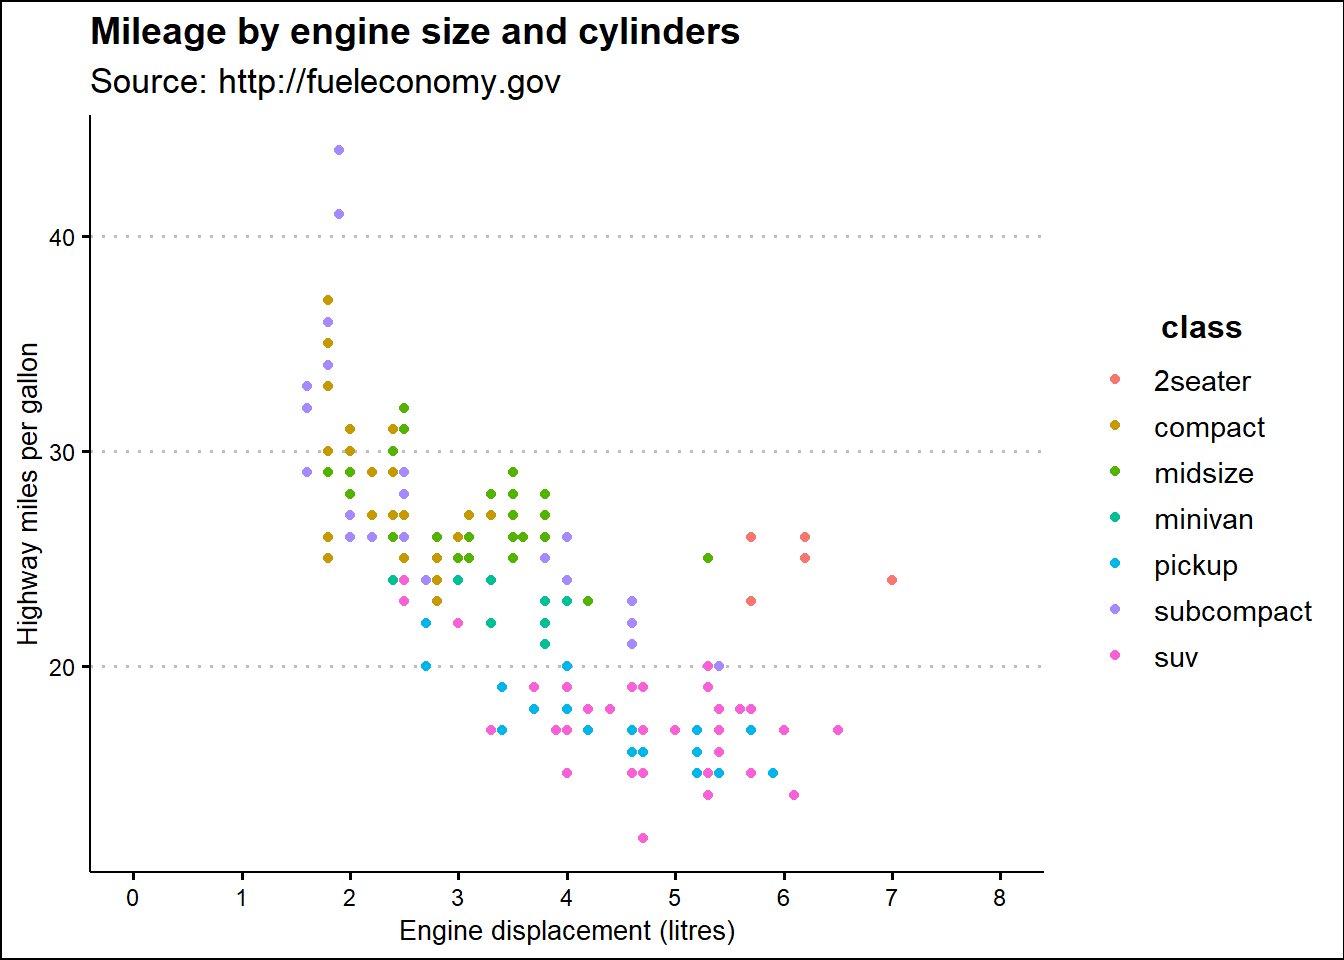 Mileage by engine size and cylinders
Source: http://fueleconomy.gov
40
30
20
Highway miles per gallon
0 1 2 3 4 5 6 7 8
Engine displacement (litres)
class
2seater
compact
midsize
minivan
pickup
subcompact
suv